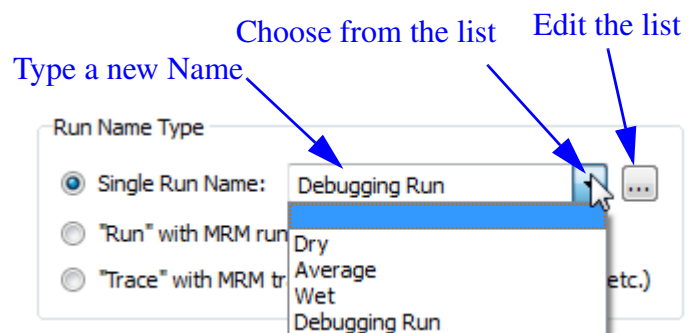 Choose from the list
Edit the list
Type a new Name
Run Name Type
Single Run Name:
Debugging Run
...
"Run" with MRM run
"Trace" with MRM tr
etc.)
Dry
Average
Wet
Debugging Run